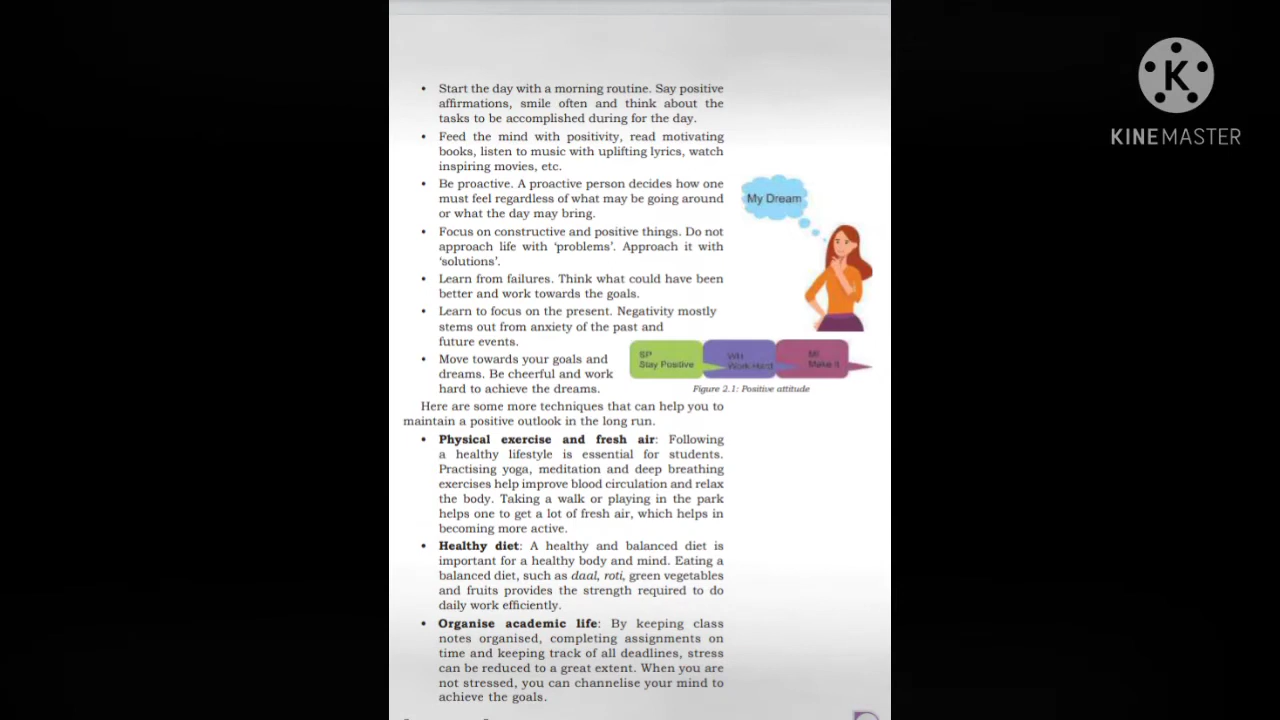 • Start the day with a morning routine. Say positive
affirmations, smile often and think about the
tasks to be accomplished during for the day.
• Feed the mind with positivity, read motivating
books, listen to music with uplifting lyrics, watch
inspiring movies, etc.
• Be proactive. A proactive person decides how one
must feel regardless of what may be going around
or what the day may bring.
• Focus on constructive and positive things. Do not
approach life with ‘problems’. Approach it with
‘solutions’.
• Learn from failures. Think what could have been
better and work towards the goals.
• Learn to focus on the present. Negativity mostly
stems out from anxiety of the past and
future events.
• Move towards your goals and
dreams. Be cheerful and work
hard to achieve the dreams.
My Dream
SP
Stay Positive
WH
Work Hard
MI
Make it
Figure 2.1: Positive attitude
Here are some more techniques that can help you to
maintain a positive outlook in the long run.
• Physical exercise and fresh air: Following
a healthy lifestyle is essential for students.
Practising yoga, meditation and deep breathing
exercises help improve blood circulation and relax
the body. Taking a walk or playing in the park
helps one to get a lot of fresh air, which helps in
becoming more active.
• Healthy diet: A healthy and balanced diet is
important for a healthy body and mind. Eating a
balanced diet, such as daal, roti, green vegetables
and fruits provides the strength required to do
daily work efficiently.
• Organise academic life: By keeping class
notes organised, completing assignments on
time and keeping track of all deadlines, stress
can be reduced to a great extent. When you are
not stressed, you can channelise your mind to
achieve the goals.
K
KINEMASTER